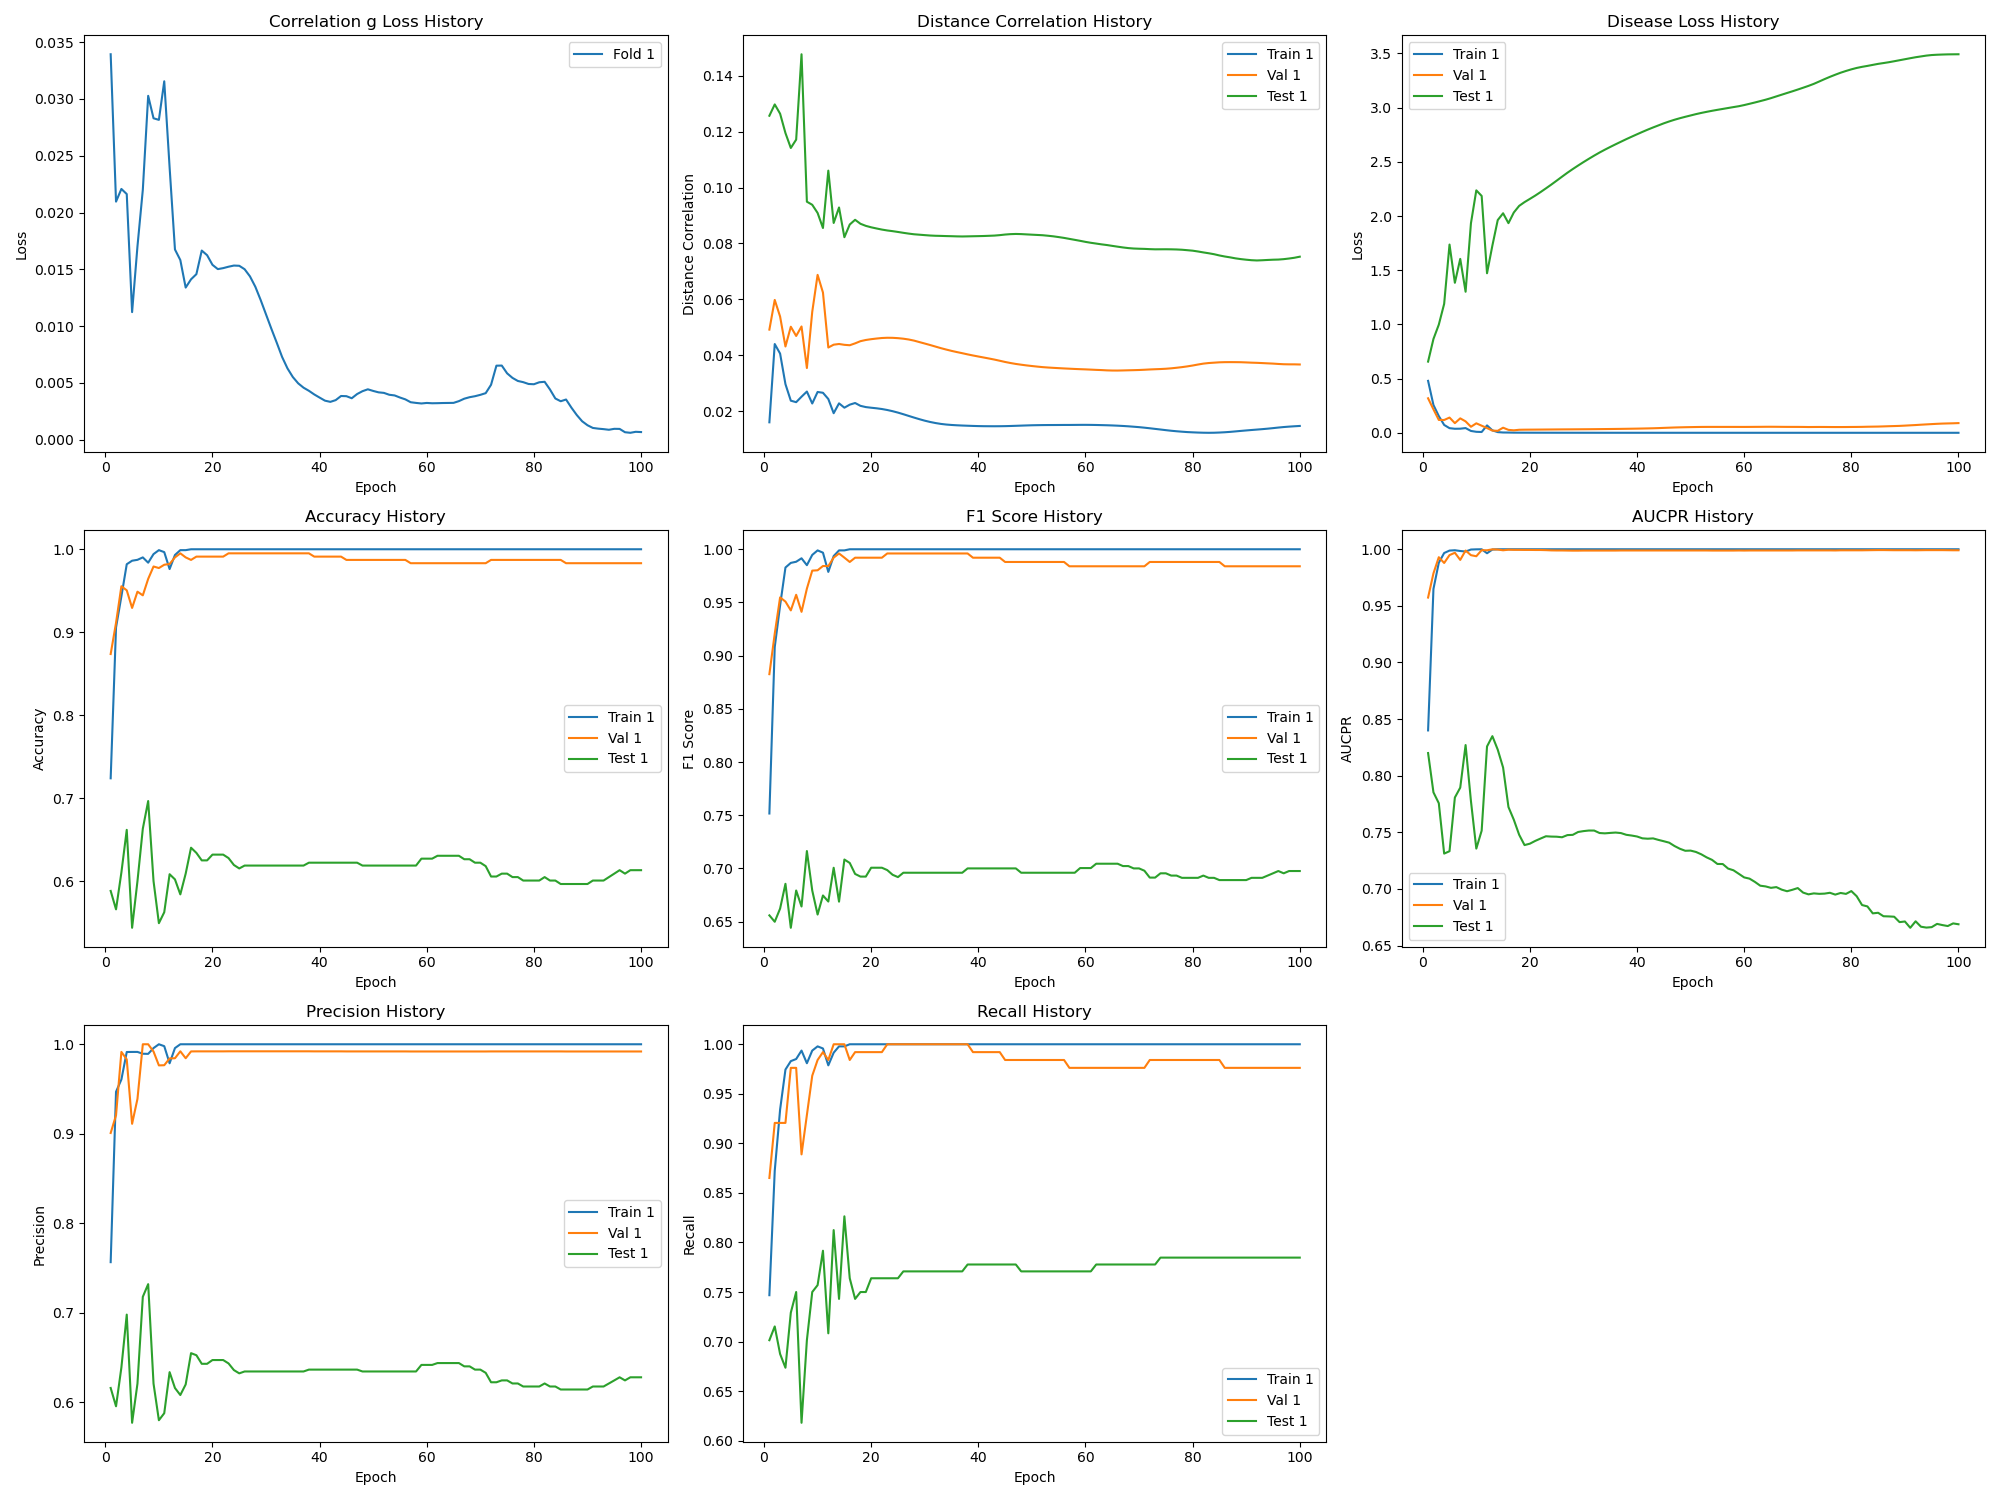 Correlation g Loss History
Loss
0.035
0.030
0.025
0.020
0.015
0.010
0.005
0.000
0 20 40 60 80 100
Epoch
Fold 1
Distance Correlation History
Distance Correlation
0.14
0.12
0.10
0.08
0.06
0.04
0.02
0 20 40 60 80 100
Epoch
Train 1
Val 1
Test 1
Disease Loss History
Loss
3.5
3.0
2.5
2.0
1.5
1.0
0.5
0.0
0 20 40 60 80 100
Epoch
Train 1
Val 1
Test 1
Accuracy History
Accuracy
1.0
0.9
0.8
0.7
0.6
0 20 40 60 80 100
Epoch
Train 1
Val 1
Test 1
F1 Score History
F1 Score
1.00
0.95
0.90
0.85
0.80
0.75
0.70
0.65
0 20 40 60 80 100
Epoch
Train 1
Val 1
Test 1
AUCPR History
AUCPR
1.00
0.95
0.90
0.85
0.80
0.75
0.70
0.65
0 20 40 60 80 100
Epoch
Train 1
Val 1
Test 1
Precision History
Precision
1.0
0.9
0.8
0.7
0.6
0 20 40 60 80 100
Epoch
Train 1
Val 1
Test 1
Recall History
Recall
1.00
0.95
0.90
0.85
0.80
0.75
0.70
0.65
0.60
0 20 40 60 80 100
Epoch
Train 1
Val 1
Test 1